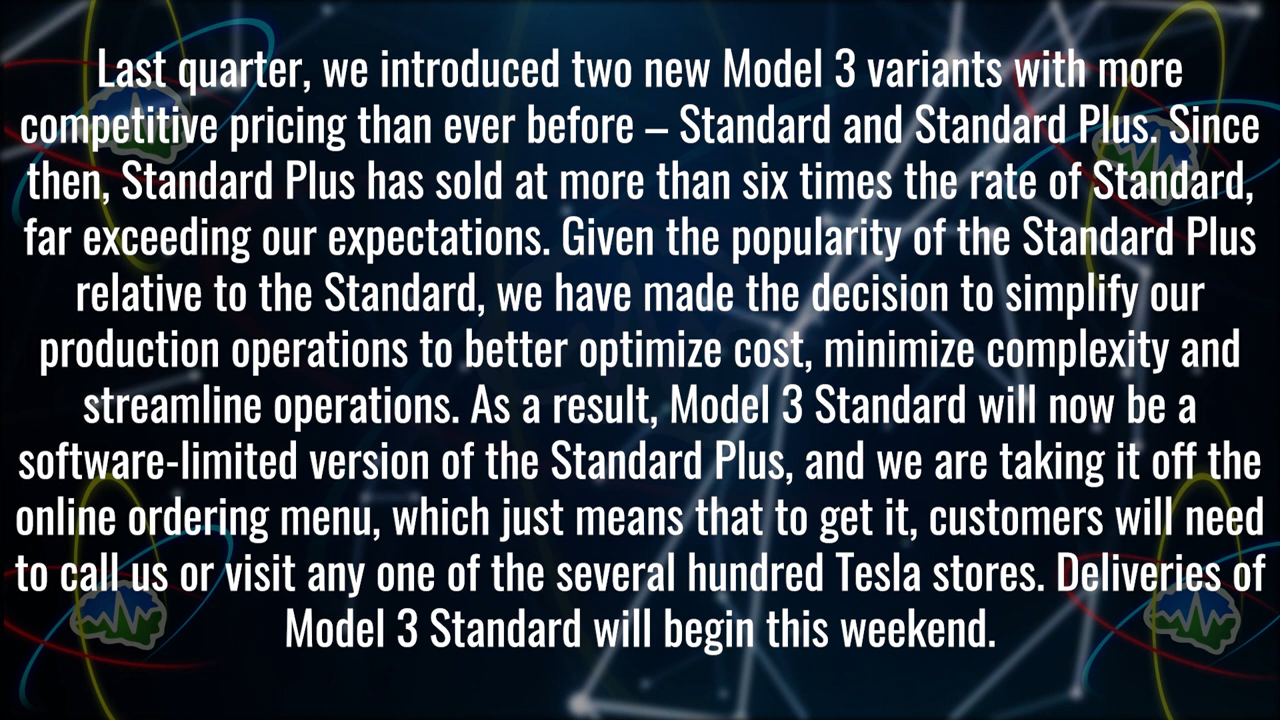 Last quarter, we introduced two new Model 3 variants with more
competitive pricing than ever before – Standard and Standard Plus. Since
then, Standard Plus has sold at more than six times the rate of Standard,
far exceeding our expectations. Given the popularity of the Standard Plus
relative to the Standard, we have made the decision to simplify our
production operations to better optimize cost, minimize complexity and
streamline operations. As a result, Model 3 Standard will now be a
software-limited version of the Standard Plus, and we are taking it off the
online ordering menu, which just means that to get it, customers will need
to call us or visit any one of the several hundred Tesla stores. Deliveries of
Model 3 Standard will begin this weekend.